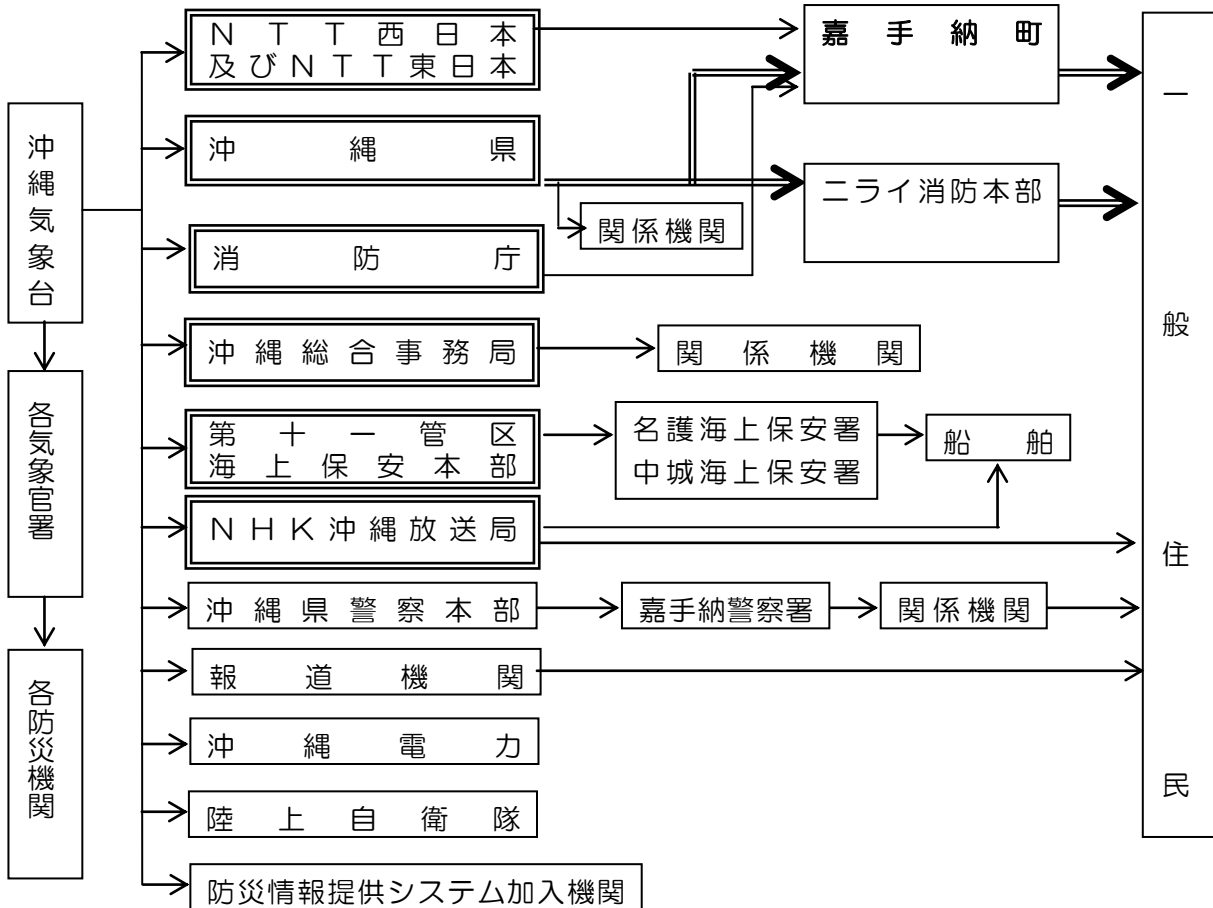 沖縄気象台
各気象官署
各防災機関
NTT西日本
及びNTT東日本
沖縄県
消防庁
沖縄総合事務局
第十一管区
海上保安本部
NHK沖縄放送局
沖縄県警察本部
報道機関
沖縄電力
陸上自衛隊
防災情報提供システム加入機関
関係機関
関係機関
名護海上保安署
中城海上保安署
船舶
嘉手納警察署
関係機関
嘉手納町
ニライ消防本部
一般住民